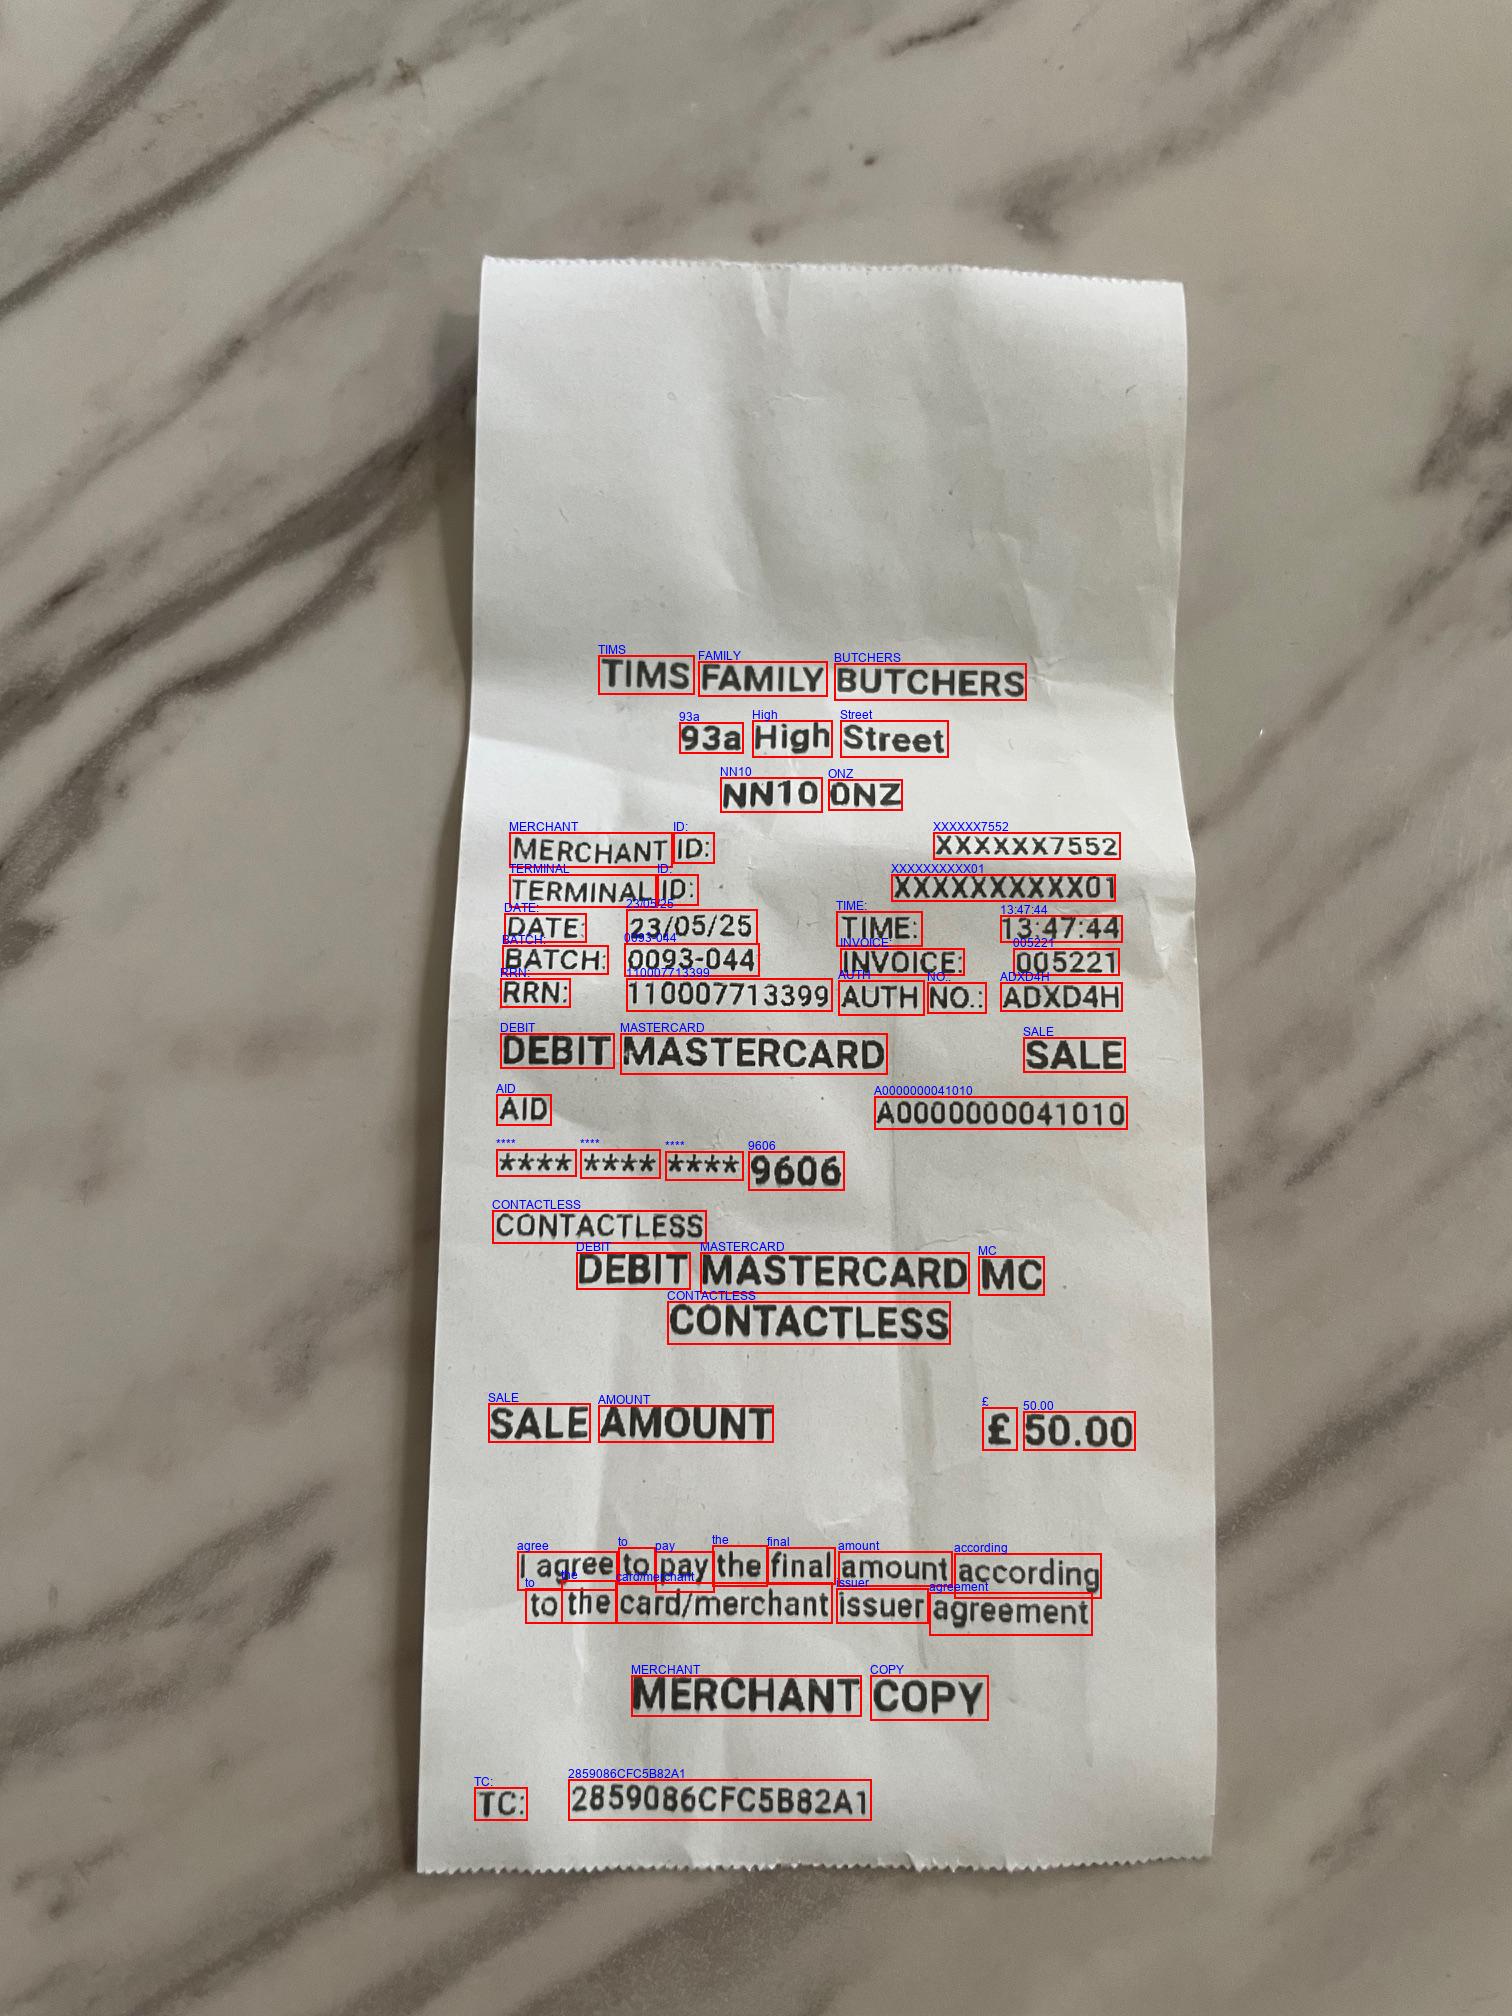 TIMS FAMILY BUTCHERS
93a High Street
NN10 0NZ
MERCHANT ID: XXXXXX7552
TERMINAL ID: XXXXXXXXXX01
DATE: 23/05/25 TIME: 13:47:44
BATCH: 0093-044 INVOICE: 005221
RRN: 110007713399 AUTH NO.: ADXD4H
DEBIT MASTERCARD SALE
AID A0000000041010
**** **** **** 9606
CONTACTLESS
DEBIT MASTERCARD MC
CONTACTLESS
SALE AMOUNT £ 50.00
I agree to pay the final amount according
to the card/merchant issuer agreement
MERCHANT COPY
TC: 2859086CFC5B82A1